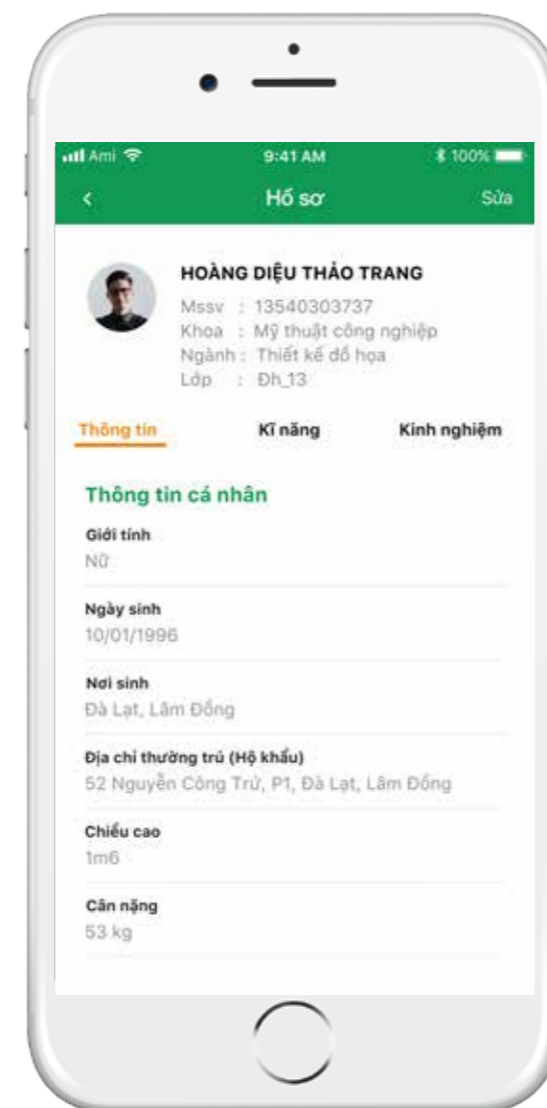 Ami 9:41 AM 100%
< Hồ sơ Sửa
HOÀNG DIỆU THẢO TRANG
Mssv : 13540303737
Khoa : Mỹ thuật công nghiệp
Ngành : Thiết kế đồ họa
Lớp : Đh_13
Thông tin Kĩ năng Kinh nghiệm
Thông tin cá nhân
Giới tính
Nữ
Ngày sinh
10/01/1996
Nơi sinh
Đà Lạt, Lâm Đồng
Địa chỉ thường trú (Hộ khẩu)
52 Nguyễn Công Trứ, P1, Đà Lạt, Lâm Đồng
Chiều cao
1m6
Cân nặng
53 kg